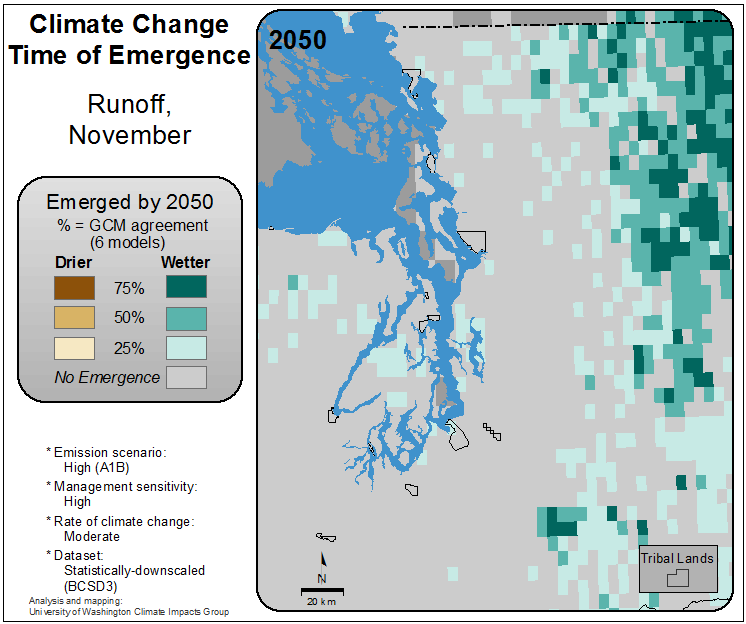 Climate Change
Time of Emergence
Runoff,
November
Emerged by 2050
% = GCM agreement
(6 models)
Drier Wetter
75%
50%
25%
No Emergence
* Emission scenario:
High (A1B)
* Management sensitivity:
High
* Rate of climate change:
Moderate
* Dataset:
Statistically-downscaled
(BCSD3)
Analysis and mapping:
University of Washington Climate Impacts Group
2050
N
20 km
Tribal Lands